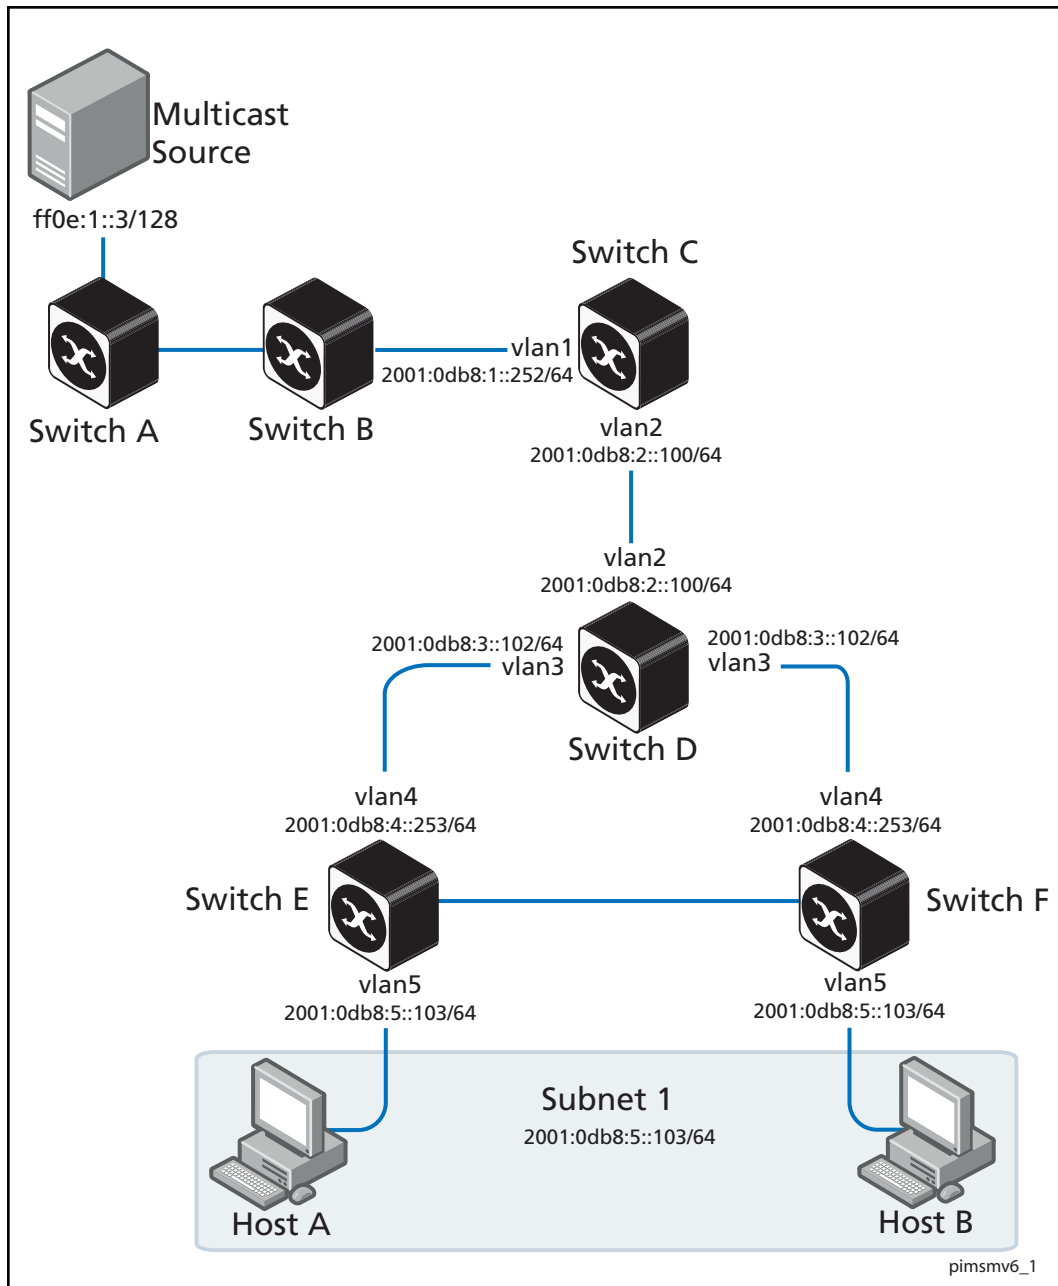 Multicast
Source
ff0e:1::3/128
Switch C
vlan1
2001:0db8:1::252/64
Switch A
Switch B
vlan2
2001:0db8:2::100/64
vlan2
2001:0db8:2::100/64
2001:0db8:3::102/64
vlan3
2001:0db8:3::102/64
vlan3
Switch D
vlan4
2001:0db8:4::253/64
vlan4
2001:0db8:4::253/64
Switch E
Switch F
vlan5
2001:0db8:5::103/64
vlan5
2001:0db8:5::103/64
Subnet 1
2001:0db8:5::103/64
Host A
Host B
pimsmv6_1